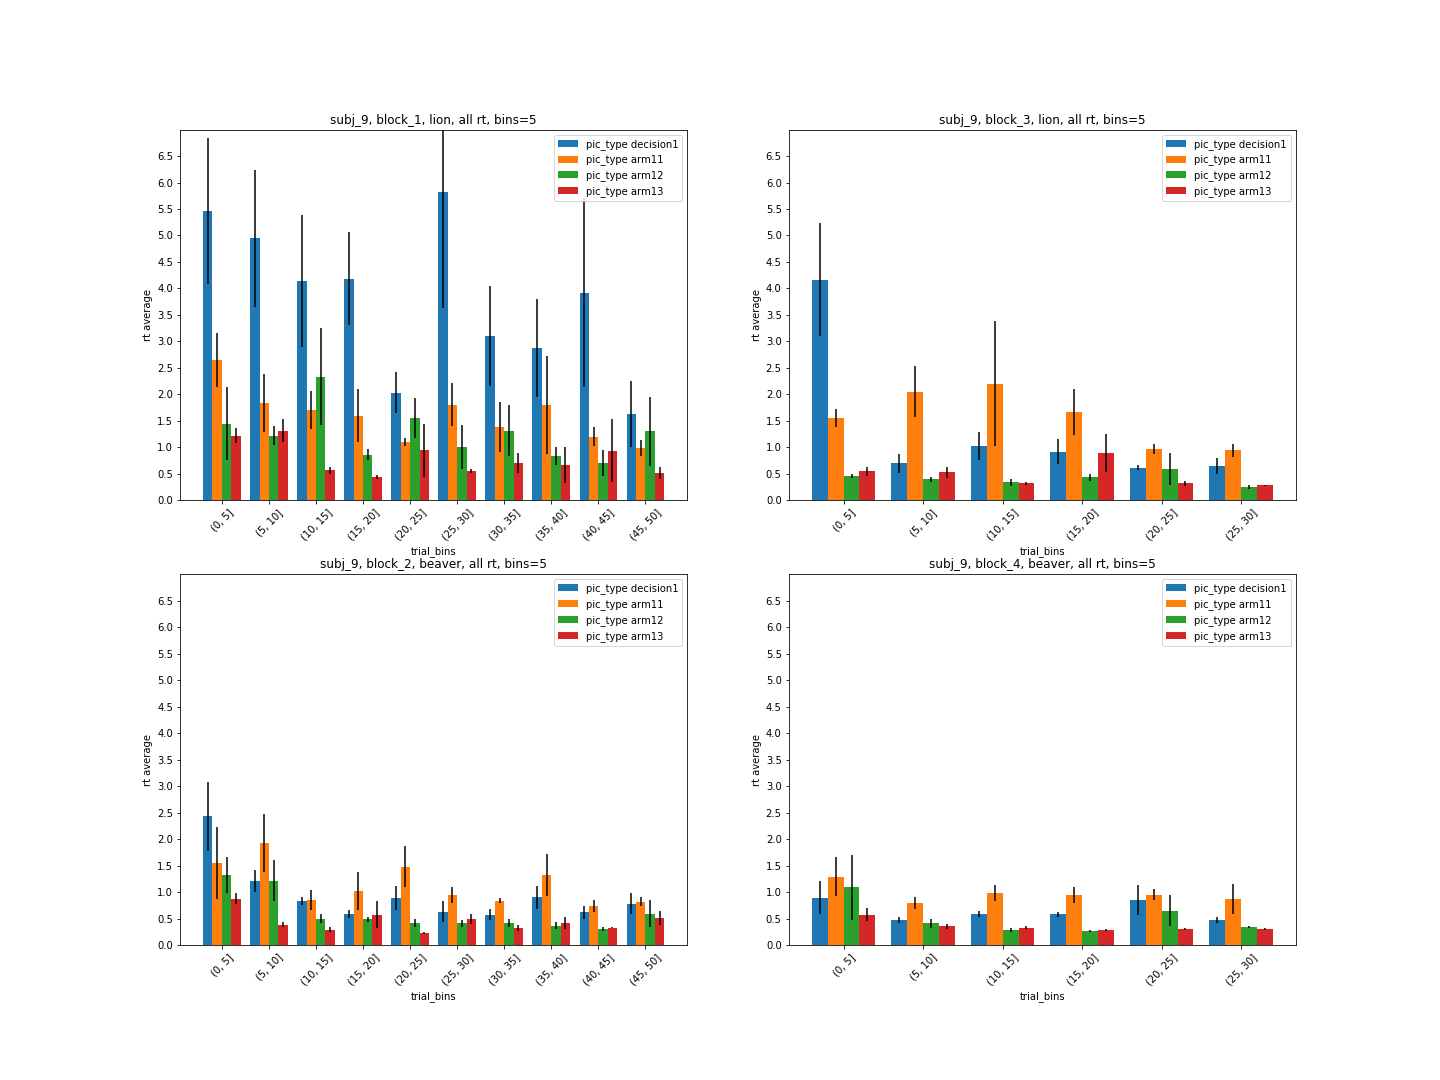 subj_9, block_1, lion, all rt, bins=5
rt average
6.5
6.0
5.5
5.0
4.5
4.0
3.5
3.0
2.5
2.0
1.5
1.0
0.5
0.0
pic_type decision1
pic_type arm11
pic_type arm12
pic_type arm13
(0, 5] (5, 10] (10, 15] (15, 20] (20, 25] (25, 30] (30, 35] (35, 40] (40, 45] (45, 50]
trial_bins
subj_9, block_3, lion, all rt, bins=5
rt average
6.5
6.0
5.5
5.0
4.5
4.0
3.5
3.0
2.5
2.0
1.5
1.0
0.5
0.0
pic_type decision1
pic_type arm11
pic_type arm12
pic_type arm13
(0, 5] (5, 10] (10, 15] (15, 20] (20, 25] (25, 30]
trial_bins
subj_9, block_2, beaver, all rt, bins=5
rt average
6.5
6.0
5.5
5.0
4.5
4.0
3.5
3.0
2.5
2.0
1.5
1.0
0.5
0.0
pic_type decision1
pic_type arm11
pic_type arm12
pic_type arm13
(0, 5] (5, 10] (10, 15] (15, 20] (20, 25] (25, 30] (30, 35] (35, 40] (40, 45] (45, 50]
trial_bins
subj_9, block_4, beaver, all rt, bins=5
rt average
6.5
6.0
5.5
5.0
4.5
4.0
3.5
3.0
2.5
2.0
1.5
1.0
0.5
0.0
pic_type decision1
pic_type arm11
pic_type arm12
pic_type arm13
(0, 5] (5, 10] (10, 15] (15, 20] (20, 25] (25, 30]
trial_bins